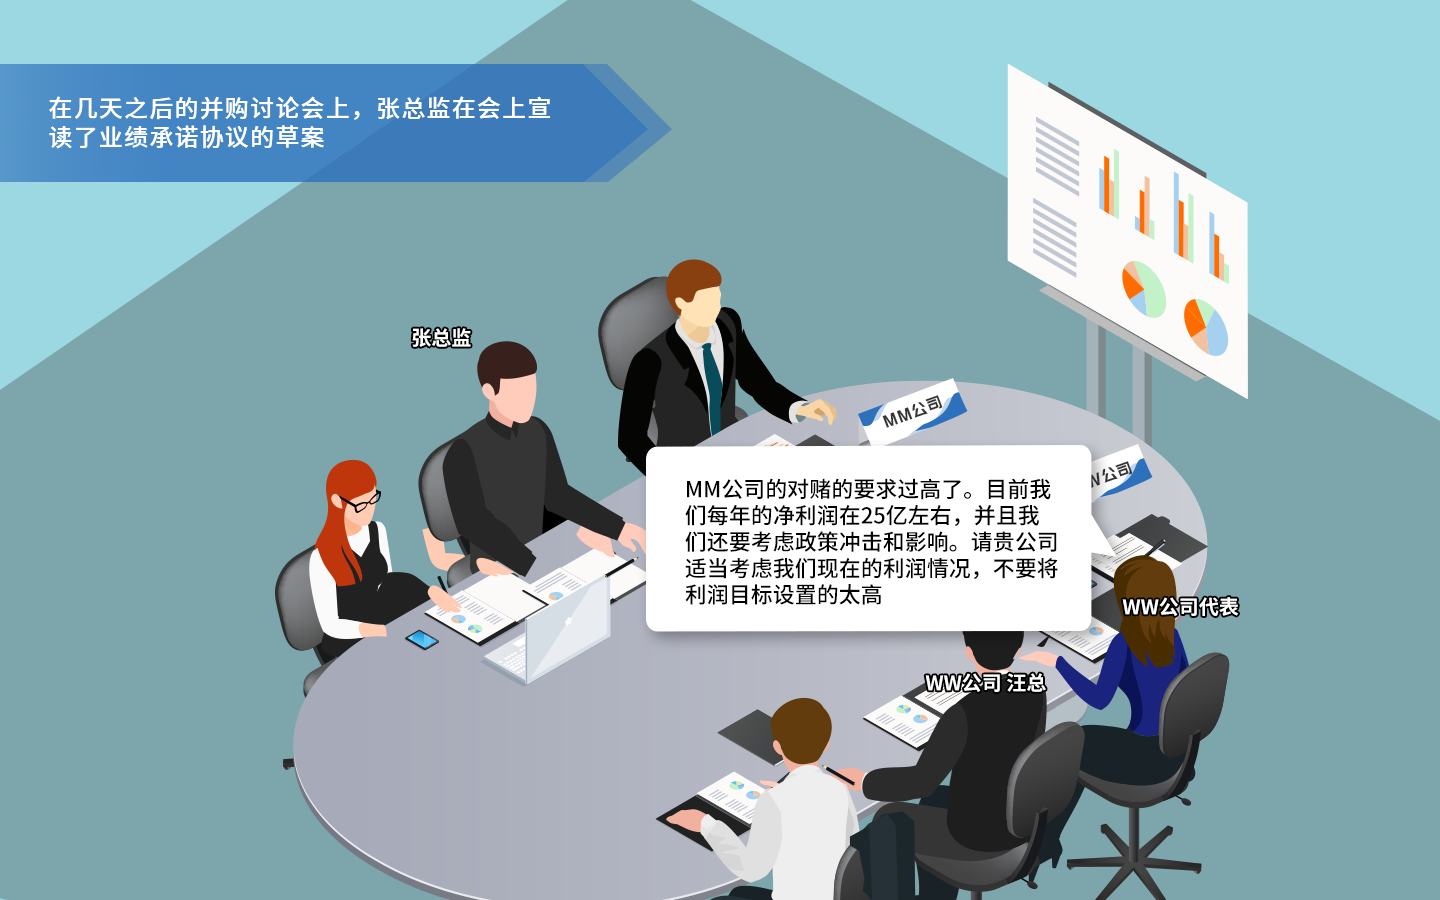 在几天之后的并购讨论会上，张总监在会上宣
读了业绩承诺协议的草案
张总监
MM公司
W公司
MM公司的对赌的要求过高了。目前我
们每年的净利润在25亿左右，并且我
们还要考虑政策冲击和影响。请贵公司
适当考虑我们现在的利润情况，不要将
利润目标设置的太高
WW公司代表
WW公司 汪总